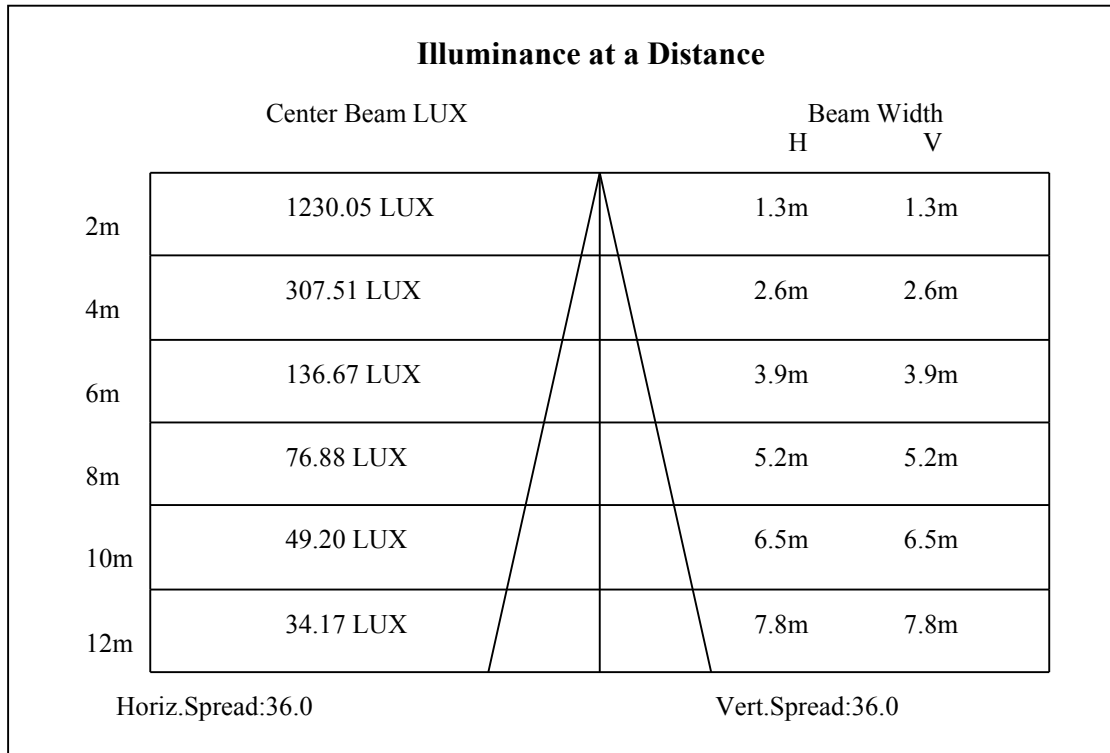 Illuminance at a Distance
Center Beam LUX Beam Width
H V
2m 1230.05 LUX 1.3m 1.3m
4m 307.51 LUX 2.6m 2.6m
6m 136.67 LUX 3.9m 3.9m
8m 76.88 LUX 5.2m 5.2m
10m 49.20 LUX 6.5m 6.5m
12m 34.17 LUX 7.8m 7.8m
Horiz.Spread:36.0 Vert.Spread:36.0